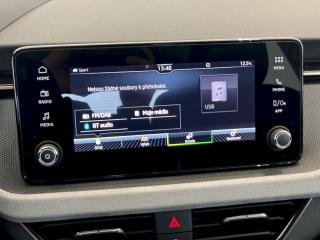 Sport
13:45
12.5°C
HOME
Nejsou žádné soubory k přehrávání.
MENU
RADIO
USB
PHONE
FM/DAB
Moje média
MEDIA
BT audio
APP